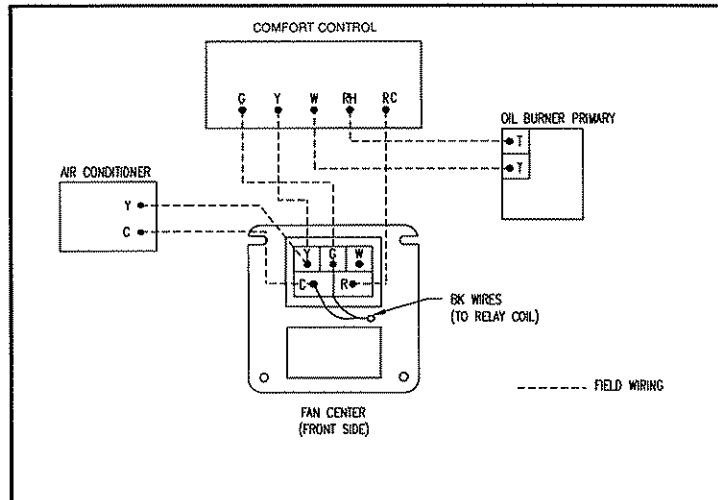 COMFORT CONTROL
G Y W RH RC
OIL BURNER PRIMARY
T
T
AIR CONDITIONER
Y
C
Y G W
C R
BK WIRES
(TO RELAY COIL)
FIELD WIRING
FAN CENTER
(FRONT SIDE)